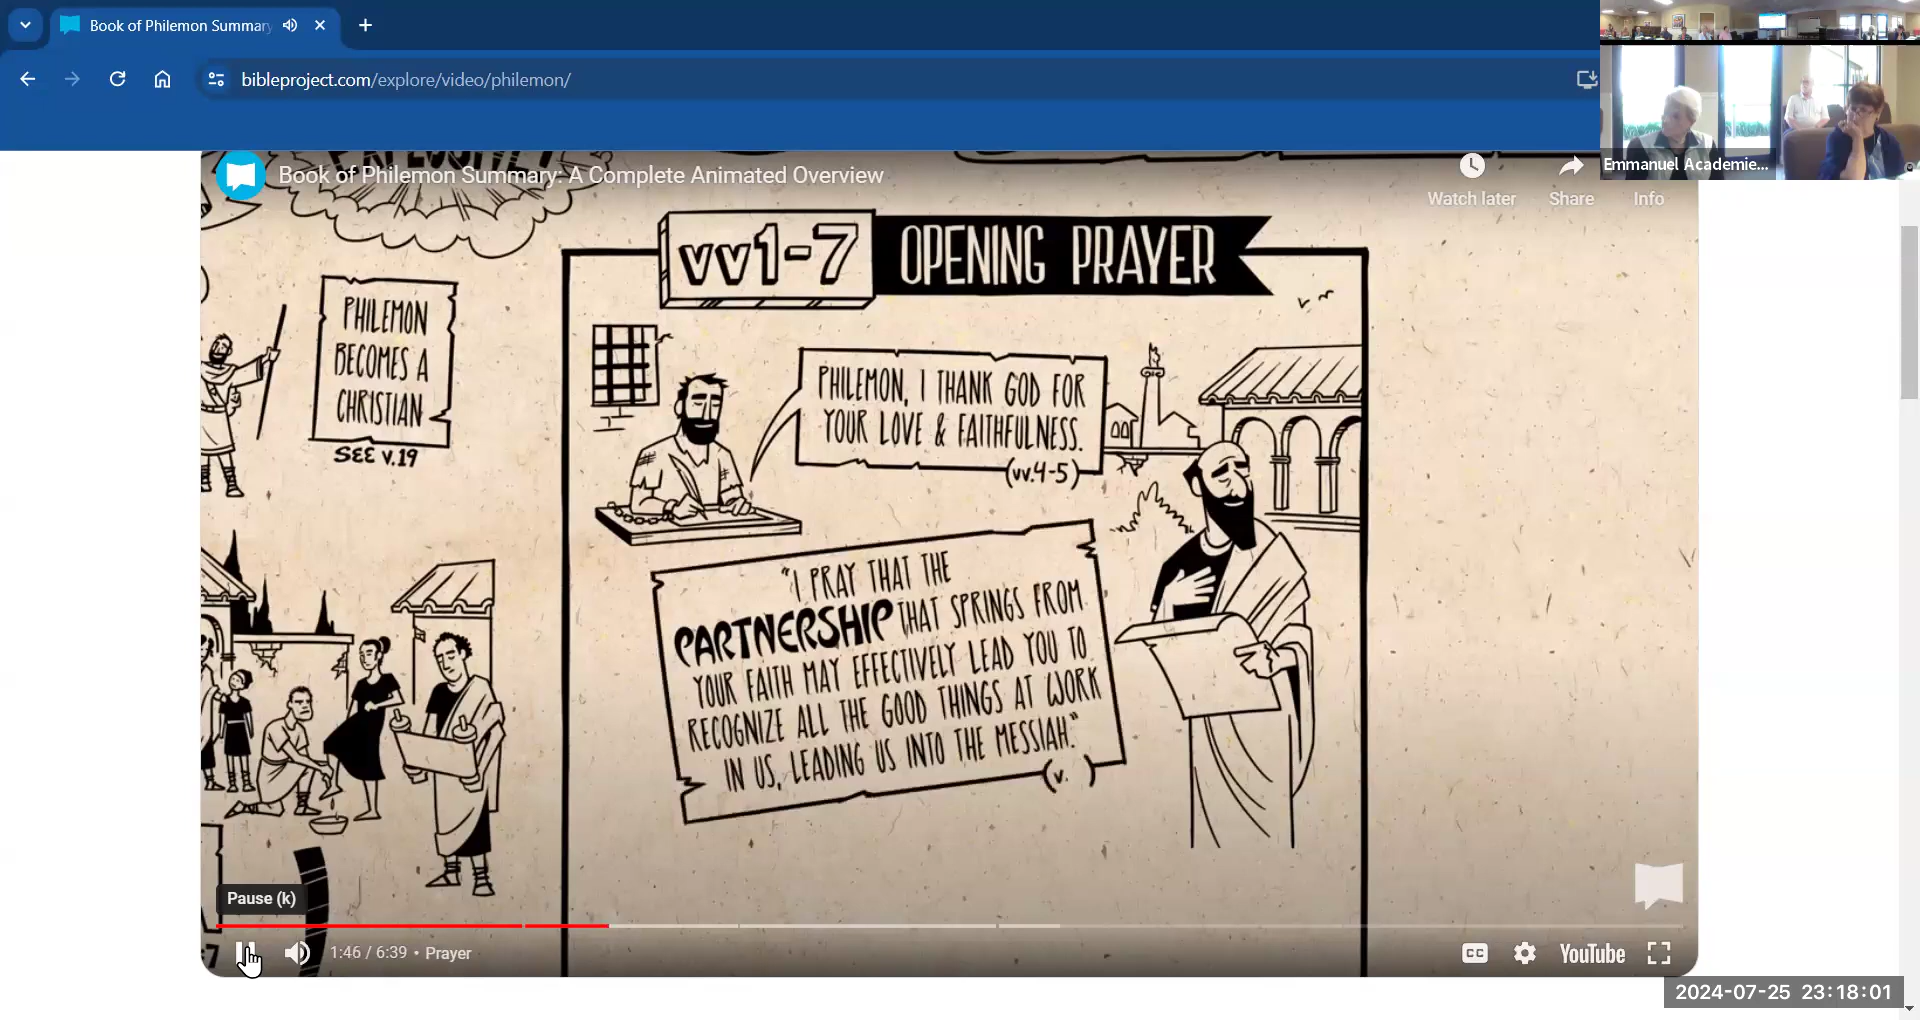 Book of Philemon Summary
bibleproject.com/explore/video/philemon/
Emmanuel Academie...
Book of Philemon Summary: A Complete Animated Overview
Watch later
Share
Info
vv1-7 OPENING PRAYER
PHILEMON
BECOMES A
CHRISTIAN
SEE v.19
PHILEMON, I THANK GOD FOR
YOUR LOVE & FAITHFULNESS.
(vv.4-5)
"I PRAY THAT THE
PARTNERSHIP THAT SPRINGS FROM
YOUR FAITH MAY EFFECTIVELY LEAD YOU TO
RECOGNIZE ALL THE GOOD THINGS AT WORK
IN US, LEADING US INTO THE MESSIAH."
(v. )
Pause (k)
-7
1:46 / 6:39 • Prayer
CC
YouTube
2024-07-25 23:18:01